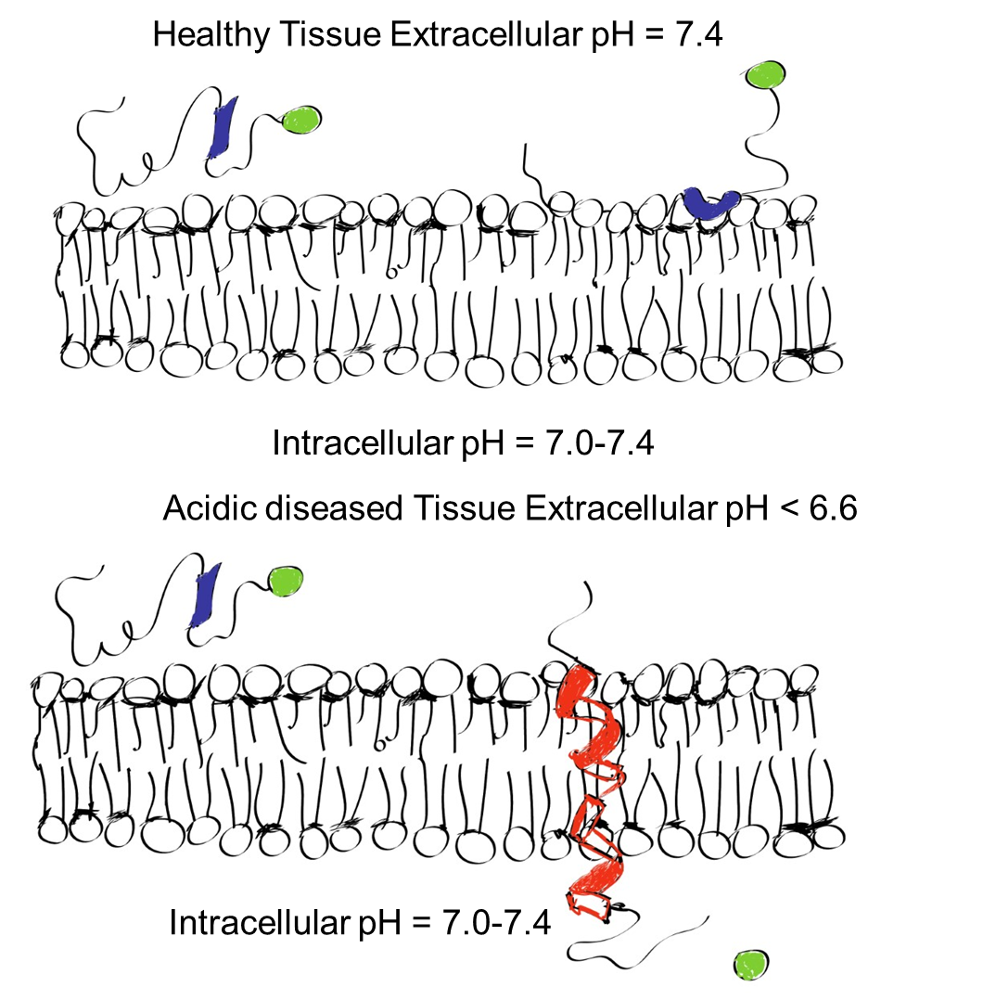 Healthy Tissue Extracellular pH = 7.4
Intracellular pH = 7.0-7.4
Acidic diseased Tissue Extracellular pH < 6.6
Intracellular pH = 7.0-7.4